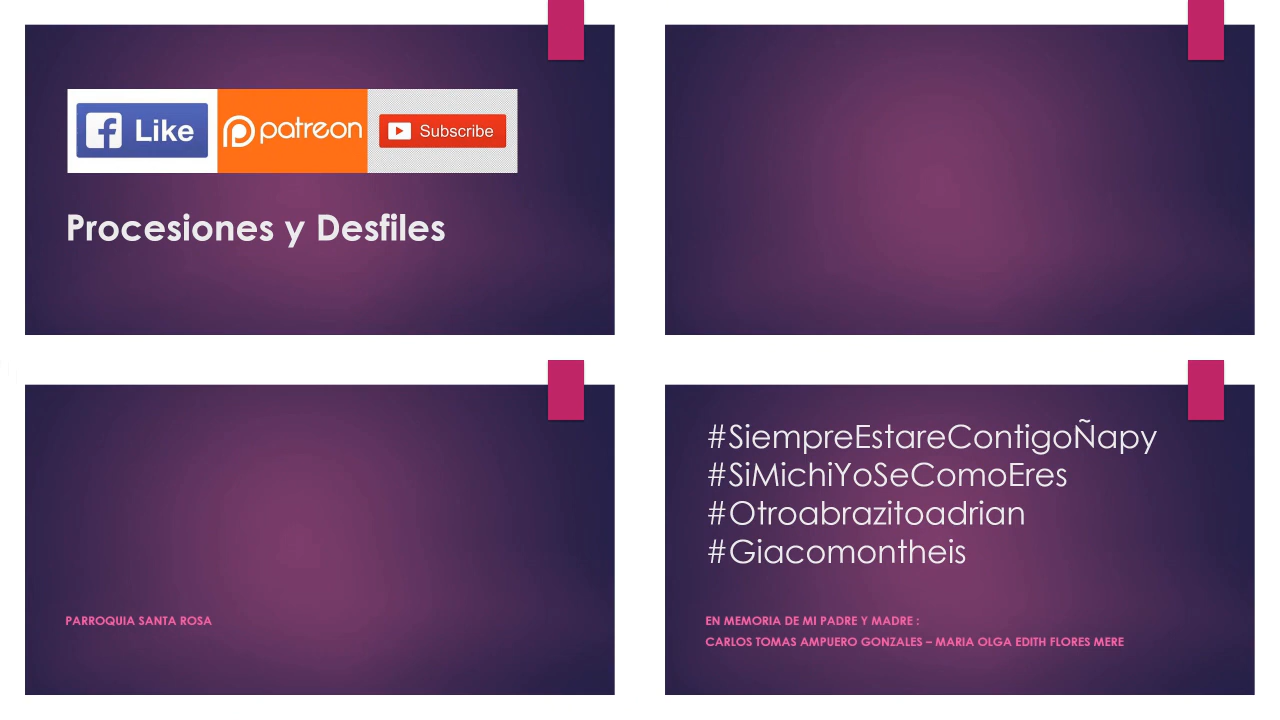 Like
patreon
Subscribe
Procesiones y Desfiles
PARROQUIA SANTA ROSA
#SiempreEstareContigoÑapy
#SiMichiYoSeComoEres
#Otroabrazitoadrian
#Giacomontheis
EN MEMORIA DE MI PADRE Y MADRE :
CARLOS TOMAS AMPUERO GONZALES – MARIA OLGA EDITH FLORES MERE